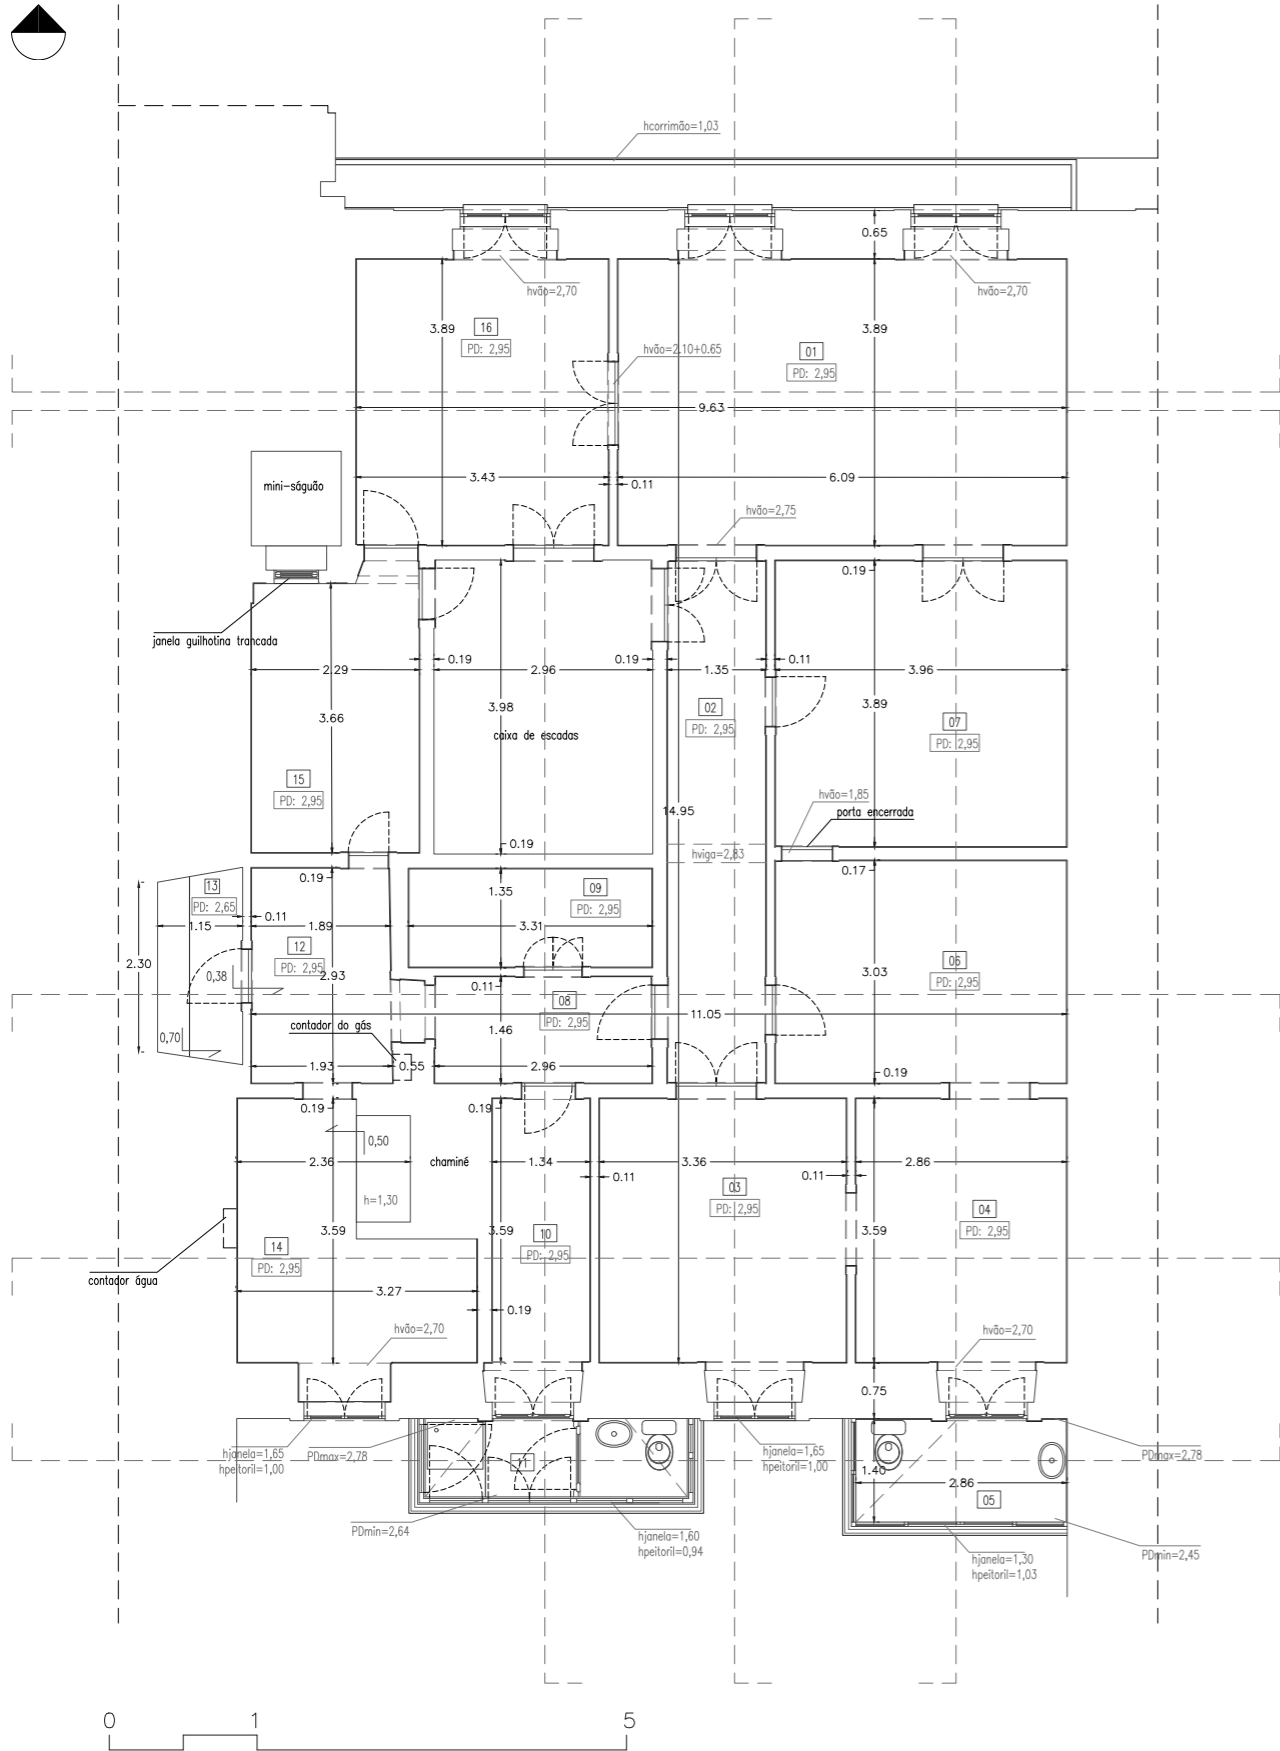 hcorrimão=1,03
0.65
hvão=2,70
hvão=2,70
3.89
16
PD: 2,95
3.89
hvão=2.10+0.65
01
PD: 2,95
9.63
3.43
0.11
6.09
mini-ságuão
hvão=2,75
0.19
janela guilhotina trancada
2.29
0.19
2.96
0.19
1.35
0.11
3.96
3.66
3.98
02
PD: 2,95
3.89
07
PD: 2,95
caixa de escadas
15
PD: 2,95
14.95
hvão=1,85
porta encerrada
0.19
hviga=2,83
0.17
13
PD: 2,65
0.19
1.35
09
PD: 2,95
1.15
0.11
1.89
3.31
12
PD: 2,95
2.30
0,38
2.93
0.11
08
PD: 2,95
3.03
06
PD: 2,95
11.05
0,70
contador do gás
1.46
1.93
0.55
2.96
0.19
0.19
0.19
0,50
2.36
chaminé
1.34
3.36
2.86
0.11
0.11
h=1,30
03
PD: 2,95
04
PD: 2,95
3.59
3.59
10
PD: 2,95
3.59
14
PD: 2,95
contador água
3.27
0.19
hvão=2,70
hvão=2,70
0.75
hjanela=1,65
hpeitoril=1,00
PDmax=2,78
11
hjanela=1,65
hpeitoril=1,00
1.40
2.86
05
PDmax=2,78
PDmin=2,64
hjanela=1,60
hpeitoril=0,94
hjanela=1,30
hpeitoril=1,03
PDmin=2,45
0
1
5